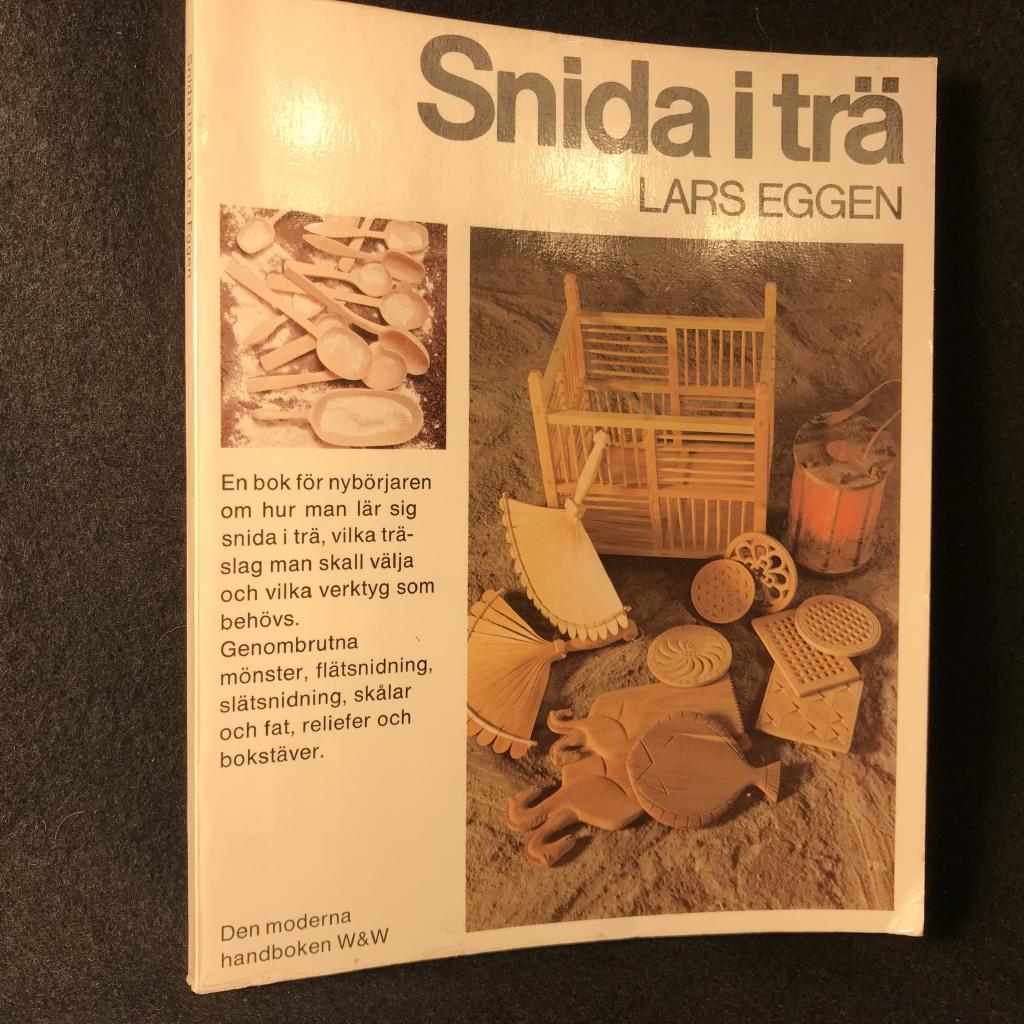 Snida i trä
LARS EGGEN
Snida i trä av Lars Eggen
En bok för nybörjaren
om hur man lär sig
snida i trä, vilka trä-
slag man skall välja
och vilka verktyg som
behövs.
Genombrutna
mönster, flätsnidning,
slätsnidning, skålar
och fat, reliefer och
bokstäver.
Den moderna
handboken W&W